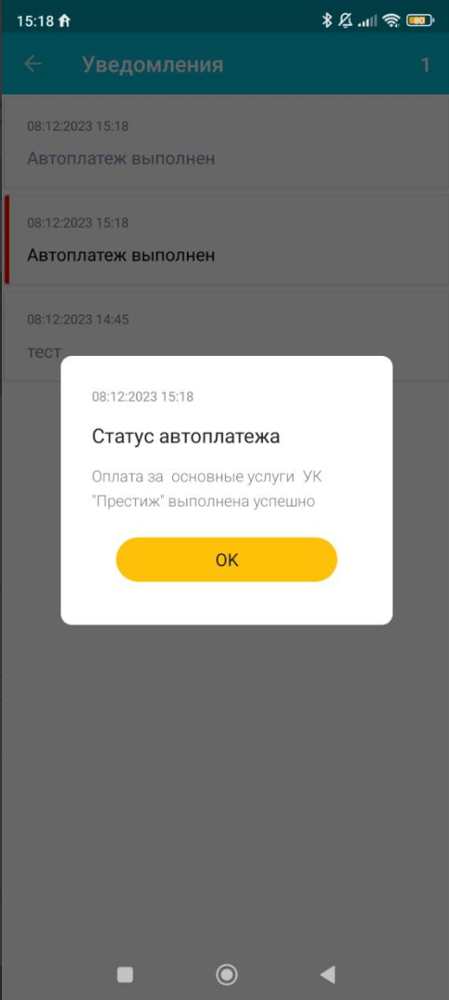 15:18
80
Уведомления
1
08:12:2023 15:18
Автоплатеж выполнен
08:12:2023 15:18
Автоплатеж выполнен
08:12:2023 14:45
тест
08:12:2023 15:18
Статус автоплатежа
Оплата за основные услуги УК
"Престиж" выполнена успешно
ОК